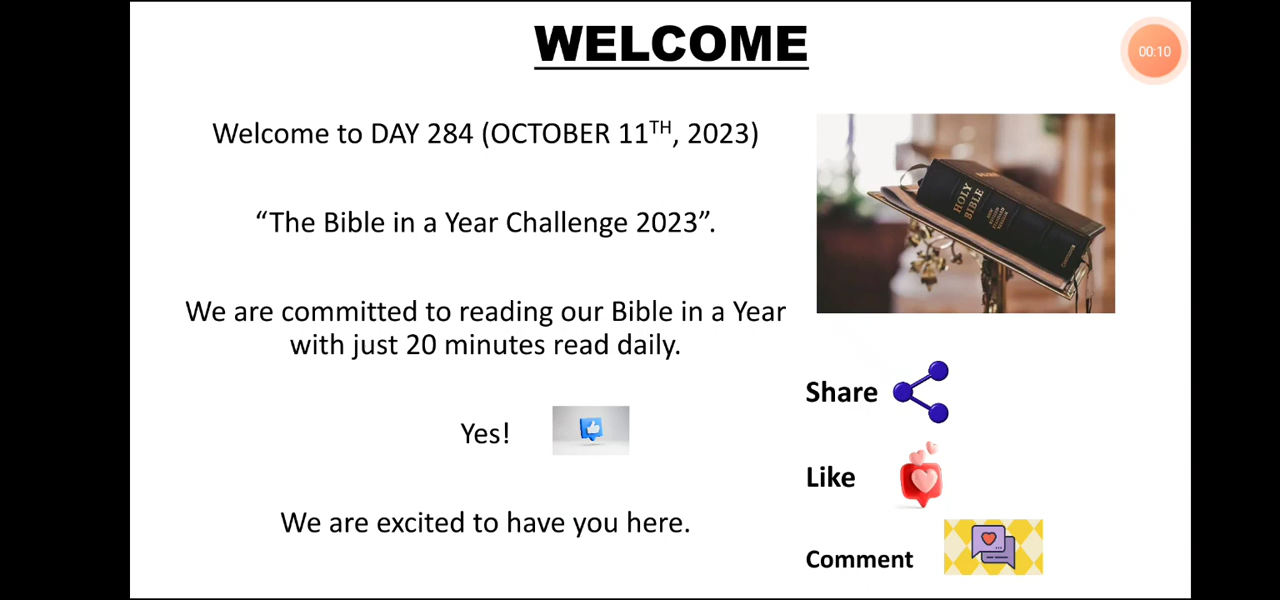 WELCOME
00:10
Welcome to DAY 284 (OCTOBER 11TH, 2023)
“The Bible in a Year Challenge 2023”.
We are committed to reading our Bible in a Year
with just 20 minutes read daily.
Yes!
We are excited to have you here.
HOLY
BIBLE
Share
Like
Comment